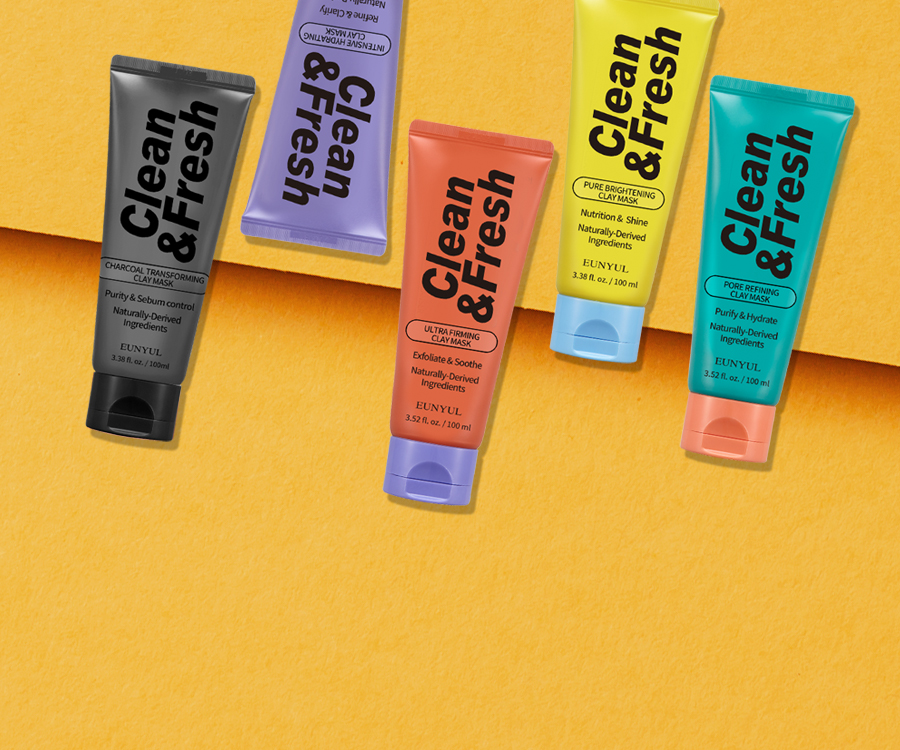 Clean
&Fresh
CHARCOAL TRANSFORMING
CLAY MASK
Purity & Sebum control
Naturally-Derived
Ingredients
EUNYUL
3.38 fl. oz. / 100ml
Clean
&Fresh
INTENSIVE HYDRATING
CLAY MASK
Refine & Clarify
Clean
&Fresh
ULTRA FIRMING
CLAY MASK
Exfoliate & Soothe
Naturally-Derived
Ingredients
EUNYUL
3.52 fl. oz. / 100 ml
Clean
&Fresh
PURE BRIGHTENING
CLAY MASK
Nutrition & Shine
Naturally-Derived
Ingredients
EUNYUL
3.38 fl. oz. / 100 ml
Clean
&Fresh
PORE REFINING
CLAY MASK
Purify & Hydrate
Naturally-Derived
Ingredients
EUNYUL
3.52 fl. oz. / 100 ml